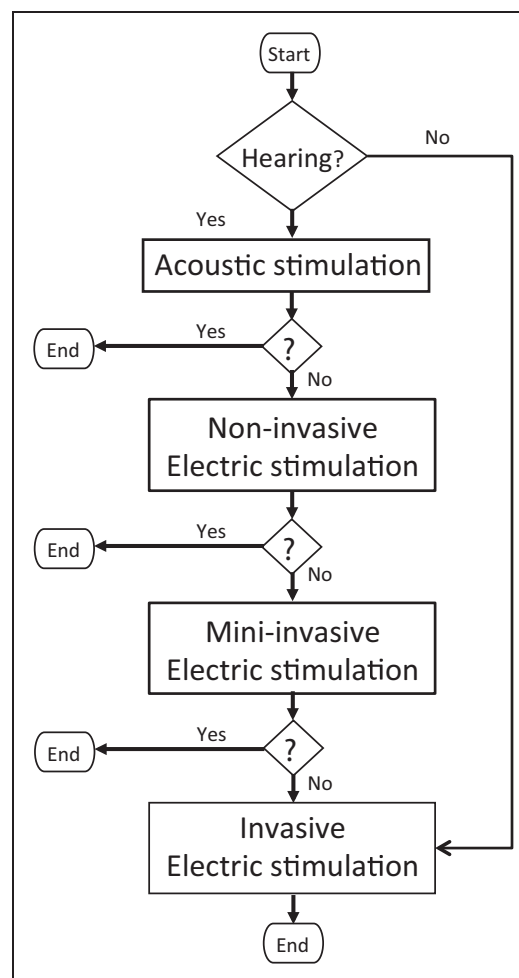 Start
Hearing?
No
Yes
Acoustic stimulation
Yes
End
?
No
Non-invasive
Electric stimulation
Yes
End
?
No
Mini-invasive
Electric stimulation
Yes
End
?
No
Invasive
Electric stimulation
End